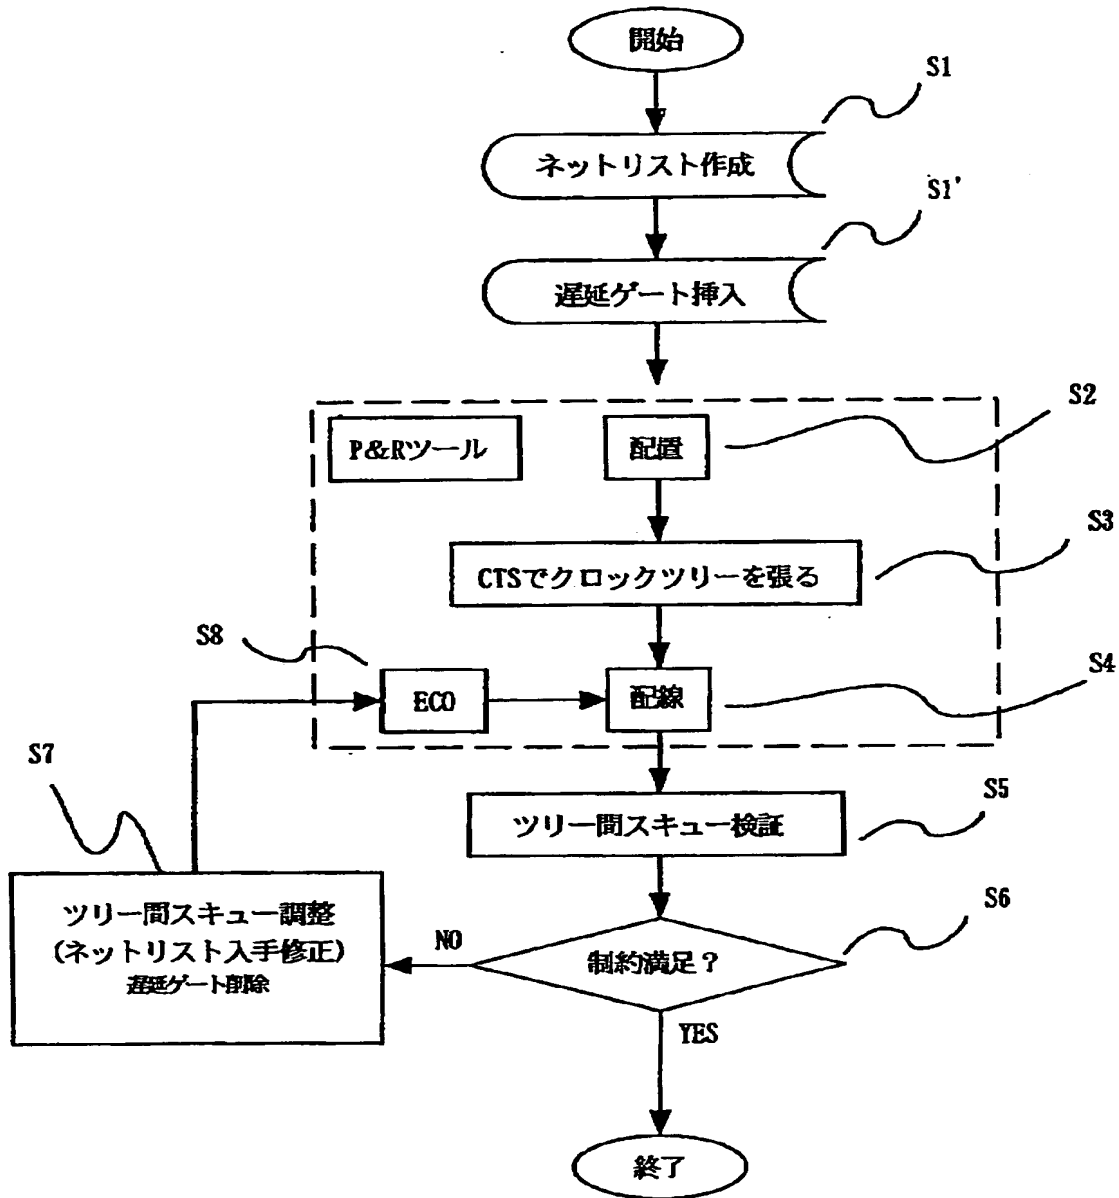 開始
S1
ネットリスト作成
S1'
遅延ゲート挿入
S2
P&Rツール
配置
S3
CTSでクロックツリーを張る
S8
S4
ECO
配線
S7
S5
ツリー間スキュー検証
S6
ツリー間スキュー調整
(ネットリスト入手修正)
遅延ゲート削除
NO
制約満足？
YES
終了